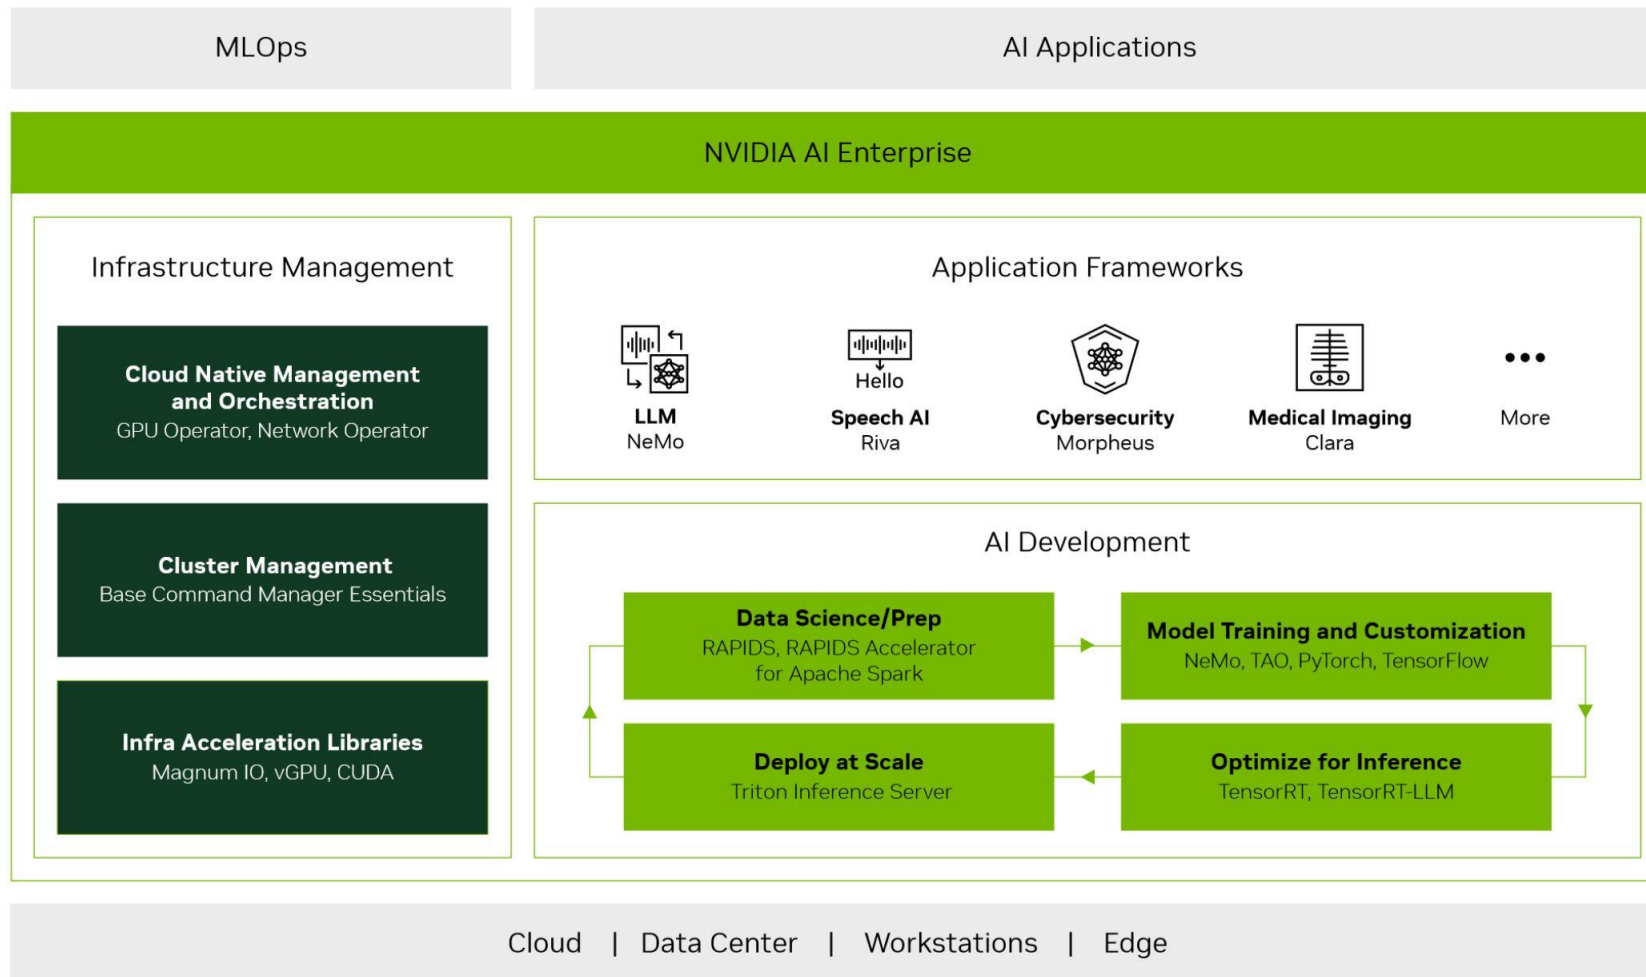 MLOps
AI Applications
NVIDIA AI Enterprise
Infrastructure Management
Cloud Native Management
and Orchestration
GPU Operator, Network Operator
Cluster Management
Base Command Manager Essentials
Infra Acceleration Libraries
Magnum IO, vGPU, CUDA
Application Frameworks
LLM
NeMo
Hello
Speech AI
Riva
Cybersecurity
Morpheus
Medical Imaging
Clara
•••
More
AI Development
Data Science/Prep
RAPIDS, RAPIDS Accelerator
for Apache Spark
Model Training and Customization
NeMo, TAO, PyTorch, TensorFlow
Deploy at Scale
Triton Inference Server
Optimize for Inference
TensorRT, TensorRT-LLM
Cloud | Data Center | Workstations | Edge